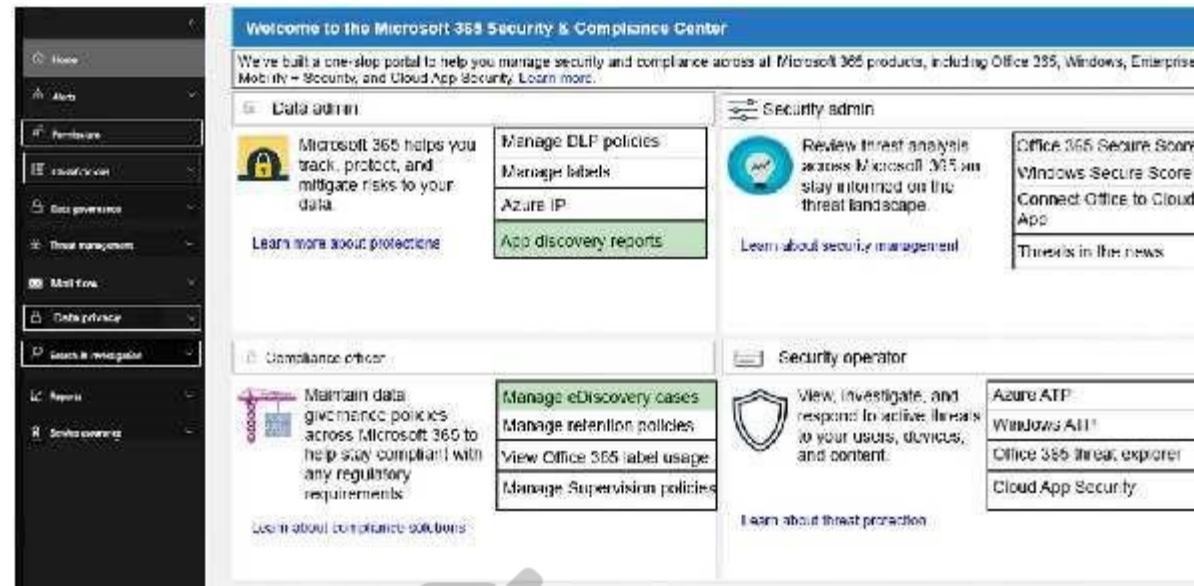 Welcome to the Microsoft 365 Security & Compliance Center
We've built a one-stop portal to help you manage security and compliance across all Microsoft 365 products, including Office 365, Windows, Enterprise
Mobility + Security, and Cloud App Security. Learn more.
Home
Alerts
Permissions
Classifications
Data governance
Threat management
Mail flow
Data privacy
Search & investigation
Reports
Service assurance
Data admin
Microsoft 365 helps you
track, protect, and
mitigate risks to your
data.
Learn more about protections
Manage DLP policies
Manage labels
Azure IP
App discovery reports
Security admin
Review threat analysis
across Microsoft 365 an
stay informed on the
threat landscape.
Learn about security management
Office 365 Secure Score
Windows Secure Score
Connect Office to Cloud
App
Threats in the news
Compliance officer
Maintain data
governance policies
across Microsoft 365 to
help stay compliant with
any regulatory
requirements
Learn about compliance solutions
Manage eDiscovery cases
Manage retention policies
View Office 365 label usage
Manage Supervision policies
Security operator
View, investigate, and
respond to active threats
to your users, devices,
and content.
Learn about threat protection
Azure ATP
Windows ATP
Office 365 threat explorer
Cloud App Security